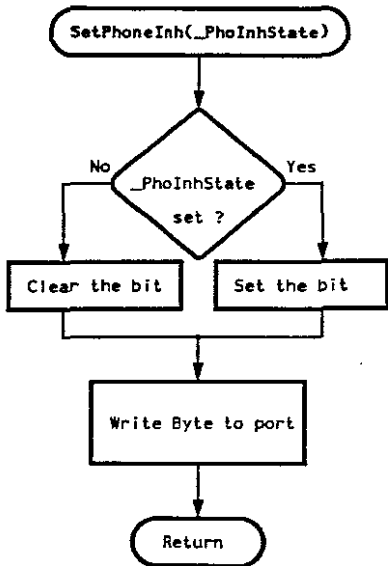 SetPhoneInh(_PhoInhState)
No
Yes
_PhoInhState
set ?
Clear the bit
Set the bit
Write Byte to port
Return